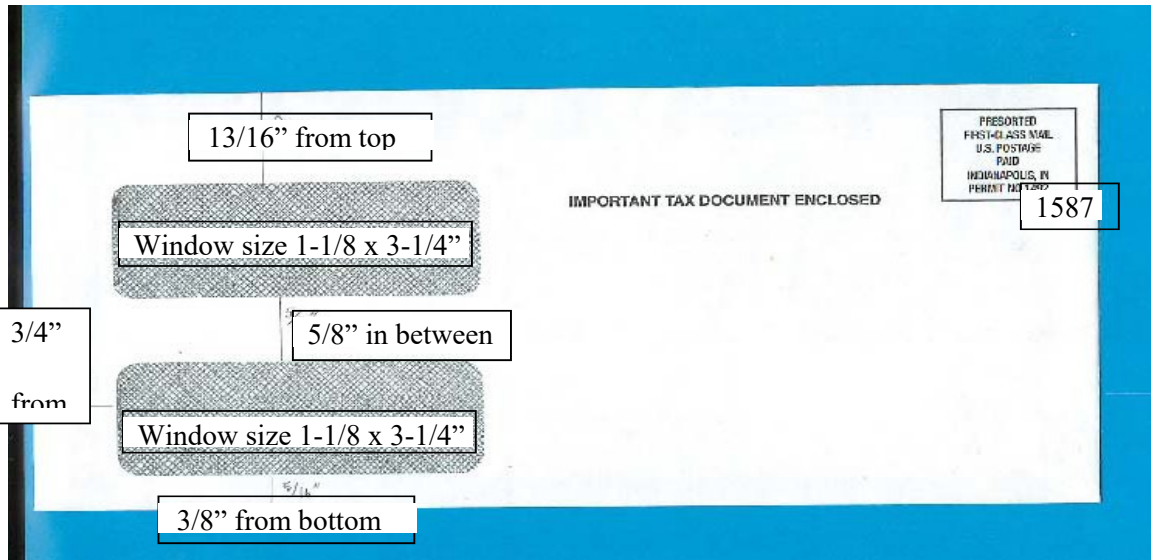 13/16” from top
PRESORTED
FIRST-CLASS MAIL
U.S. POSTAGE
PAID
INDIANAPOLIS, IN
PERMIT NO
1587
IMPORTANT TAX DOCUMENT ENCLOSED
Window size 1-1/8 x 3-1/4”
3/4”
from
5/8” in between
Window size 1-1/8 x 3-1/4”
5/16"
3/8” from bottom